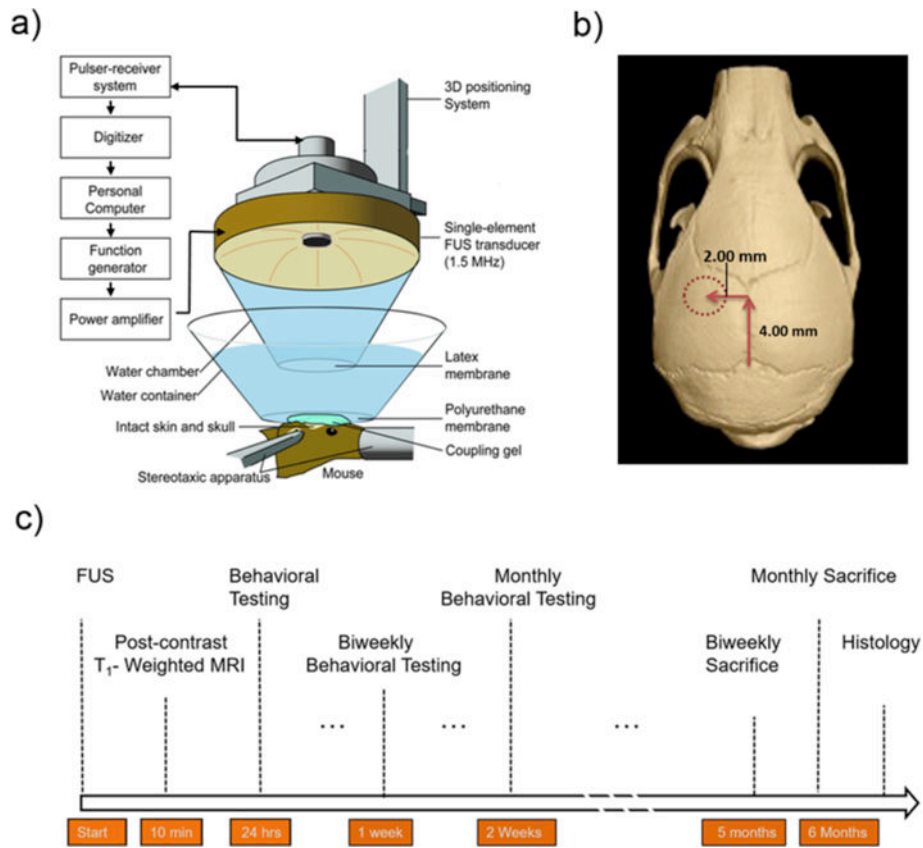 a)
Pulser-receiver
system
Digitizer
Personal
Computer
Function
generator
Power amplifier
3D positioning
System
Single-element
FUS transducer
(1.5 MHz)
Water chamber
Water container
Latex
membrane
Polyurethane
membrane
Intact skin and skull
Coupling gel
Stereotaxic apparatus
Mouse
b)
2.00 mm
4.00 mm
c)
FUS
Behavioral
Testing
Monthly
Behavioral Testing
Monthly Sacrifice
Post-contrast
T₁- Weighted MRI
Biweekly
Behavioral Testing
Biweekly
Sacrifice
Histology
... ... ...
Start 10 min 24 hrs 1 week 2 Weeks 5 months 6 Months